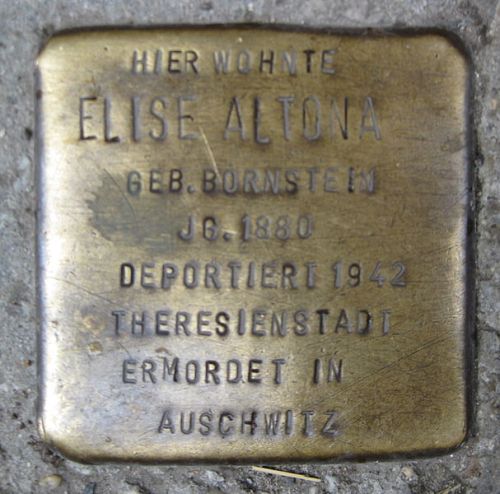 HIER WOHNTE
ELISE ALTONA
GEB. BORNSTEIN
JG. 1880
DEPORTIERT 1942
THERESIENSTADT
ERMORDET IN
AUSCHWITZ